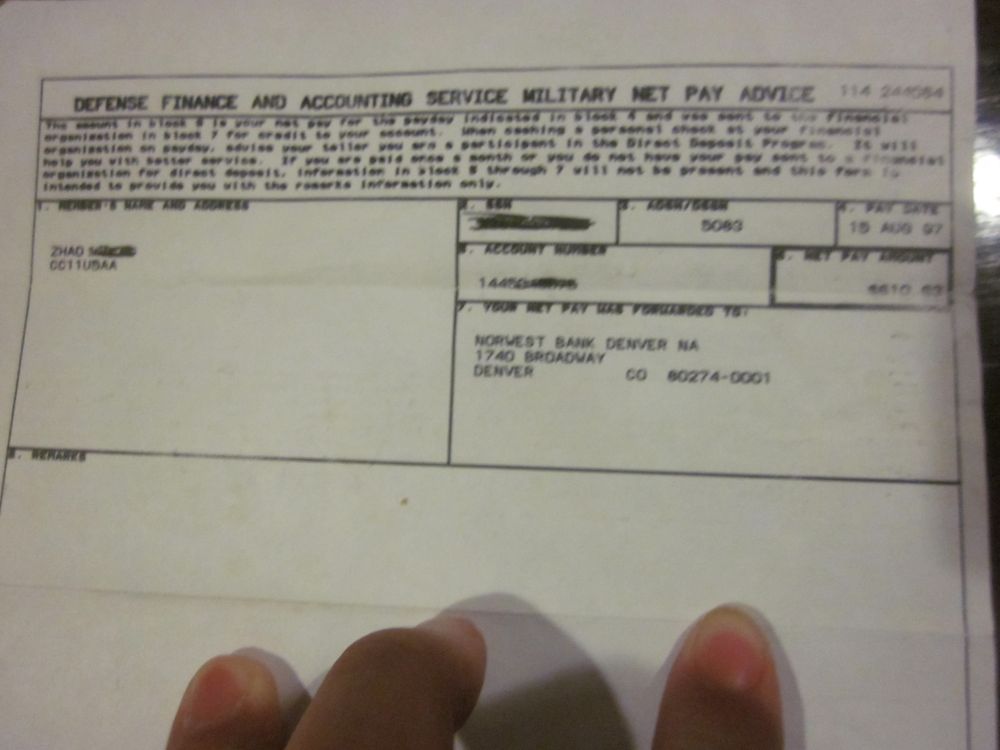 DEFENSE FINANCE AND ACCOUNTING SERVICE MILITARY NET PAY ADVICE 114
The amount in block 6 is your net pay for the payday indicated in block 4 and was sent to the financial
organization in block 7 for credit to your account. When cashing a personal check at your financial
organization on payday, advise your teller you are a participant in the Direct Deposit Program. It will
help you with better service. If you are paid once a month or you do not have your pay sent to a financial
organization for direct deposit, information in block 5 through 7 will not be present and this form is
intended to provide you with the remarks information only.
1. MEMBER'S NAME AND ADDRESS
2. SSN
3. ADSN/DSSN
4. PAY DATE
5083
15 AUG 97
ZHAO
CC11USAA
5. ACCOUNT NUMBER
6. NET PAY AMOUNT
7. YOUR NET PAY WAS FORWARDED TO:
NORWEST BANK DENVER NA
1740 BROADWAY
DENVER CO 80274-0001
8. REMARKS